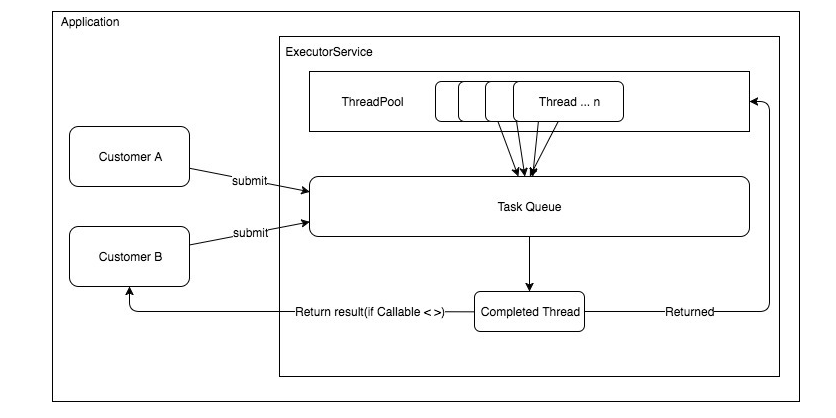 Application
ExecutorService
ThreadPool
Thread ... n
Customer A
submit
Task Queue
submit
Customer B
Return result(if Callable < >)
Completed Thread
Returned